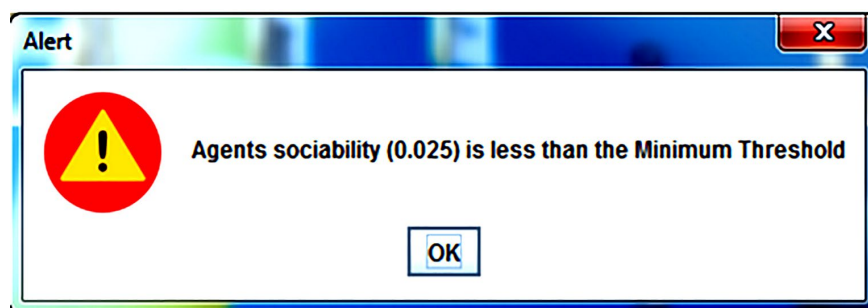 Alert
Agents sociability (0.025) is less than the Minimum Threshold
OK